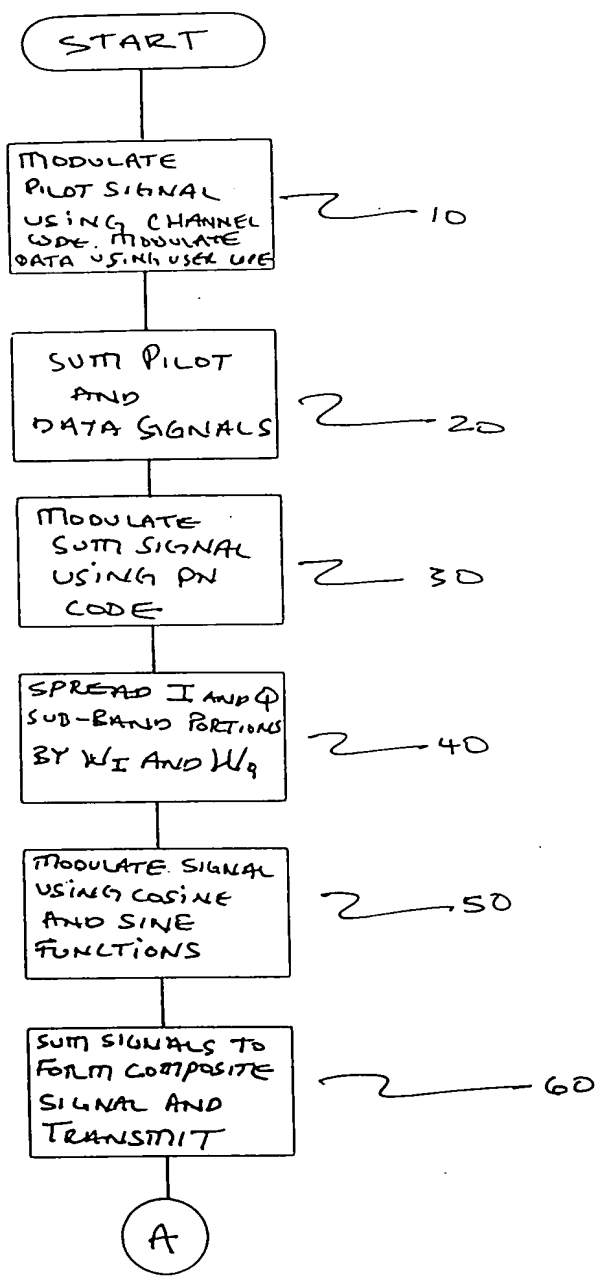 START
MODULATE
PILOT SIGNAL
USING CHANNEL
CODE. MODULATE
DATA USING USER CODE
10
SUM PILOT
AND
DATA SIGNALS
20
MODULATE
SUM SIGNAL
USING PN
CODE
30
SPREAD I AND Q
SUB-BAND PORTIONS
BY WI AND WQ
40
MODULATE SIGNAL
USING COSINE
AND SINE
FUNCTIONS
50
SUM SIGNALS TO
FORM COMPOSITE
SIGNAL AND
TRANSMIT
60
A